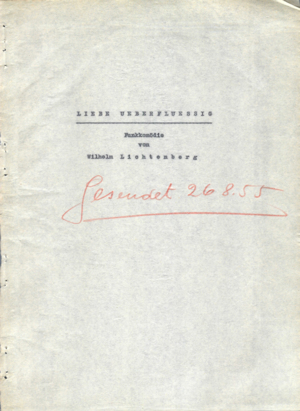 LIEBE UEBERFLUESSIG
Funkkomödie
von
Wilhelm Lichtenberg
Gesendet 26 8.55